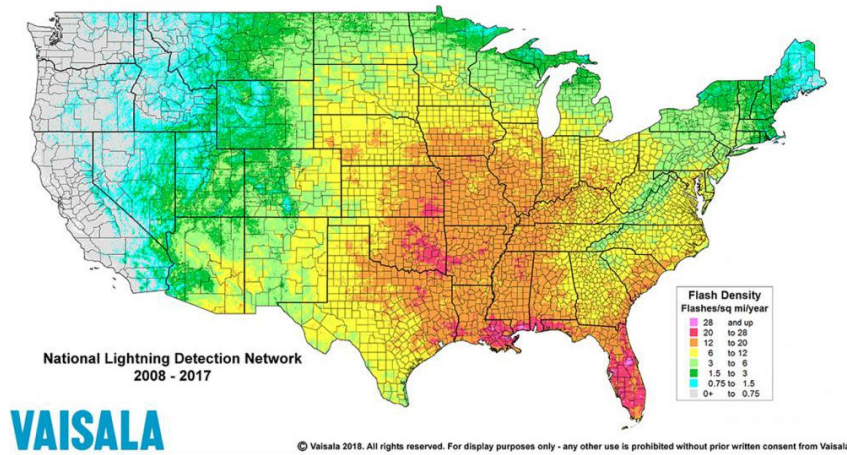 National Lightning Detection Network
2008 - 2017
Flash Density
Flashes/sq mi/year
28 and up
20 to 28
12 to 20
6 to 12
3 to 6
1.5 to 3
0.75 to 1.5
0+ to 0.75
VAISALA
© Vaisala 2018. All rights reserved. For display purposes only - any other use is prohibited without prior written consent from Vaisala